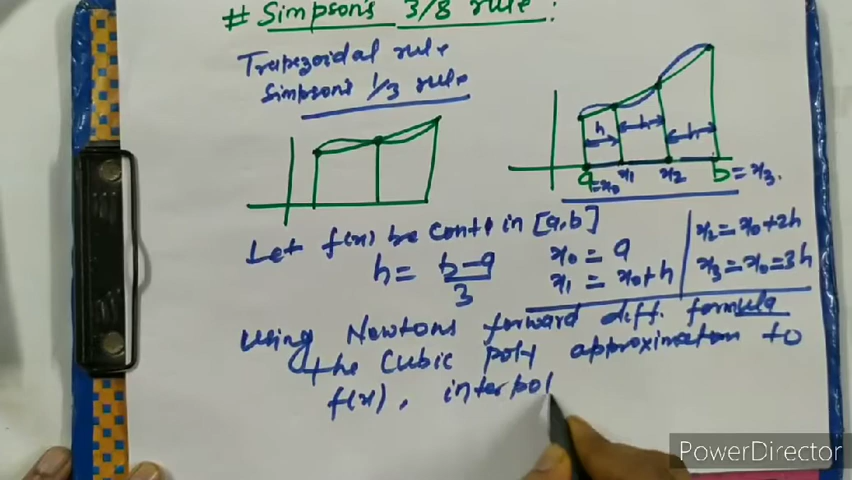 # Simpson's 3/8 rule :
Trapezoidal rule
Simpson's 1/3 rule
h h h
a x1 x2 b = x3.
=x0
Let f(x) be cont in [a,b]
h = b-a / 3
x0 = a
x1 = x0+h
x2 = x0+2h
x3 = x0=3h
Using Newtons forward diff. formula
the Cubic poly approximation to
f(x), interpol
PowerDirector